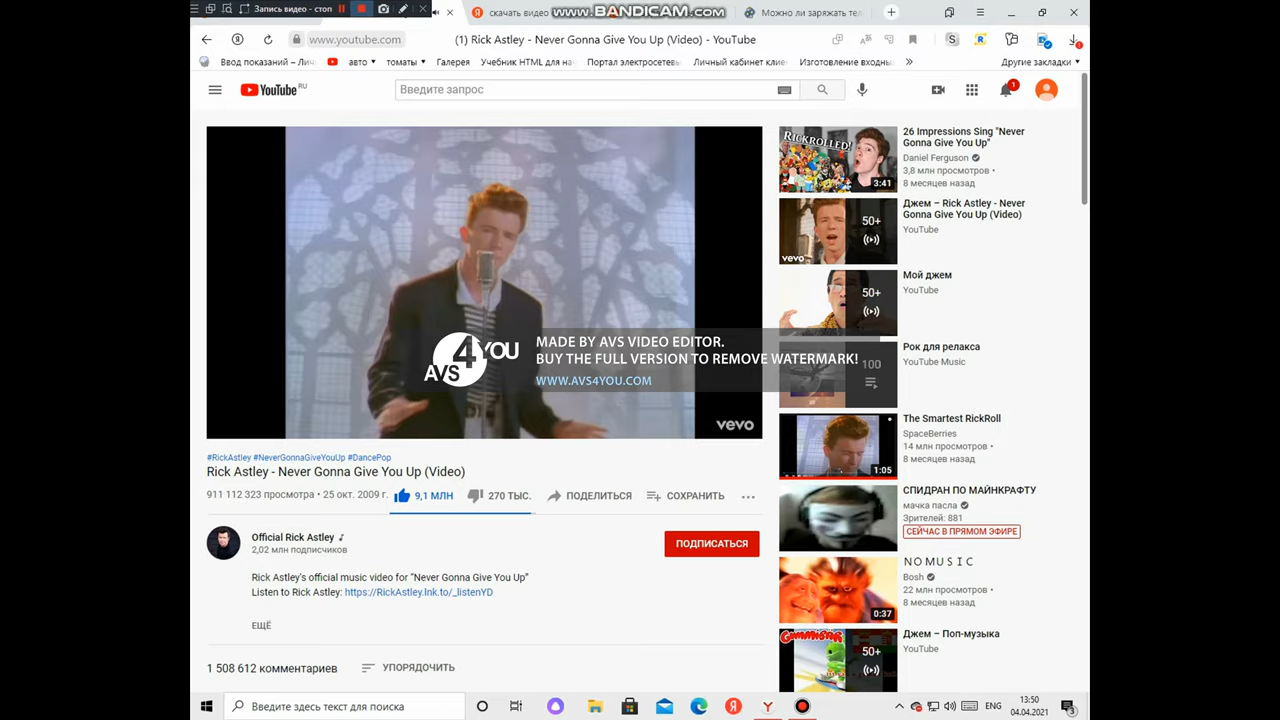 Запись видео - стоп
скачать видео
www.BANDICAM.com
Можно ли заряжать тел
www.youtube.com
(1) Rick Astley - Never Gonna Give You Up (Video) - YouTube
Ввод показаний – Личн
авто
томаты
Галерея
Учебник HTML для нач
Портал электросетевы
Личный кабинет клиен
Изготовление входны
Другие закладки
YouTube RU
Введите запрос
1
RICKROLLED!
3:41
26 Impressions Sing "Never
Gonna Give You Up"
Daniel Ferguson
3,8 млн просмотров •
8 месяцев назад
vevo
50+
Джем – Rick Astley - Never
Gonna Give You Up (Video)
YouTube
50+
Мой джем
YouTube
AVS4YOU
MADE BY AVS VIDEO EDITOR.
BUY THE FULL VERSION TO REMOVE WATERMARK!
WWW.AVS4YOU.COM
100
Рок для релакса
YouTube Music
vevo
1:05
The Smartest RickRoll
SpaceBerries
14 млн просмотров •
8 месяцев назад
#RickAstley #NeverGonnaGiveYouUp #DancePop
Rick Astley - Never Gonna Give You Up (Video)
911 112 323 просмотра • 25 окт. 2009 г.
9,1 МЛН
270 ТЫС.
ПОДЕЛИТЬСЯ
СОХРАНИТЬ
СПИДРАН ПО МАЙНКРАФТУ
мачка пасла
Зрителей: 881
СЕЙЧАС В ПРЯМОМ ЭФИРЕ
Official Rick Astley
2,02 млн подписчиков
ПОДПИСАТЬСЯ
Rick Astley's official music video for "Never Gonna Give You Up"
Listen to Rick Astley: https://RickAstley.lnk.to/_listenYD
ЕЩЁ
0:37
N O M U S I C
Bosh
22 млн просмотров •
8 месяцев назад
GUMMIBÄR
50+
Джем – Поп-музыка
YouTube
1 508 612 комментариев
УПОРЯДОЧИТЬ
Введите здесь текст для поиска
ENG
13:50
04.04.2021
3